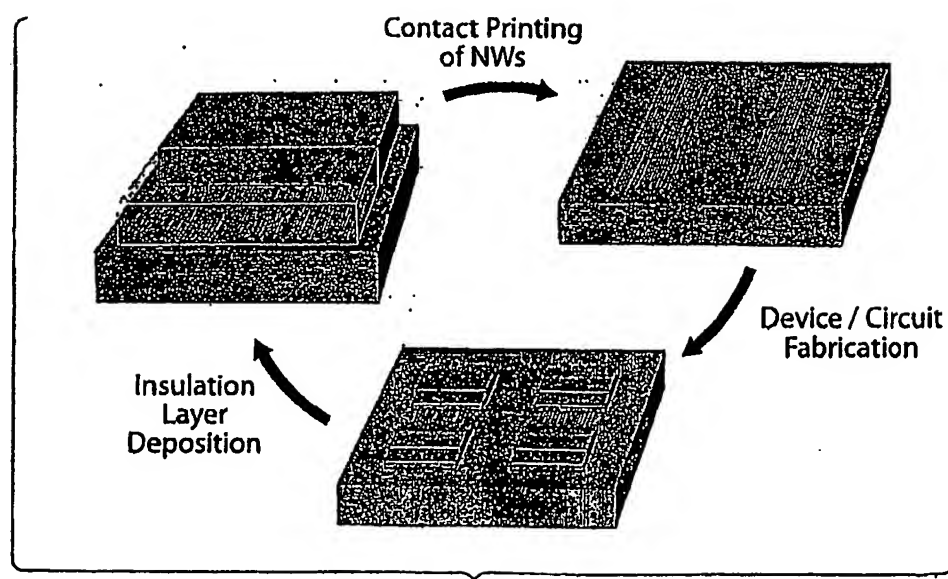 Contact Printing
of NWs
Device / Circuit
Fabrication
Insulation
Layer
Deposition